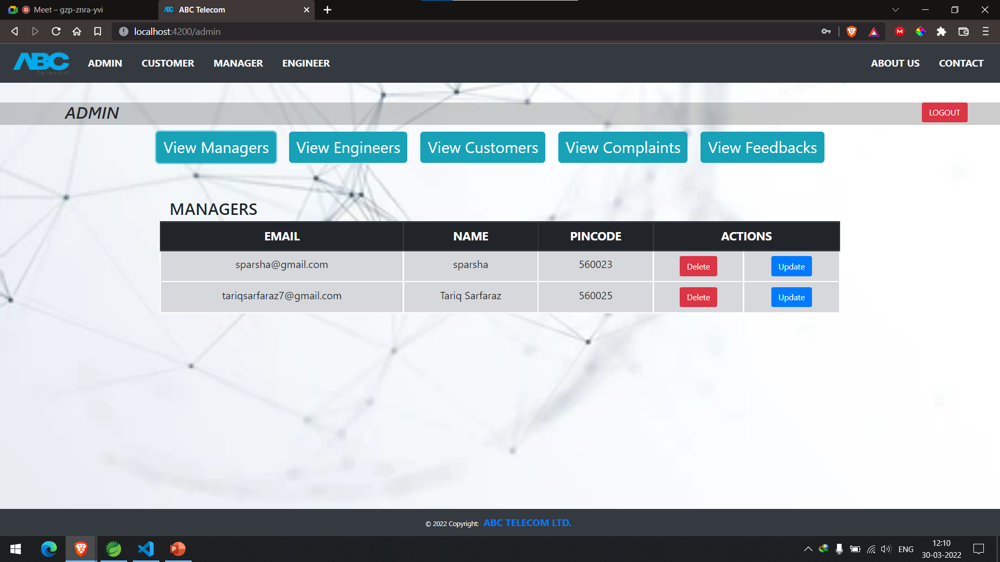 Meet – gzp-znra-yvi
ABC ABC Telecom
localhost:4200/admin
M
ABC
Telecom
ADMIN CUSTOMER MANAGER ENGINEER ABOUT US CONTACT
ADMIN LOGOUT
View Managers View Engineers View Customers View Complaints View Feedbacks
MANAGERS
EMAIL NAME PINCODE ACTIONS
sparsha@gmail.com sparsha 560023 Delete Update
tariqsarfaraz7@gmail.com Tariq Sarfaraz 560025 Delete Update
© 2022 Copyright: ABC TELECOM LTD.
P
ENG
12:10
30-03-2022